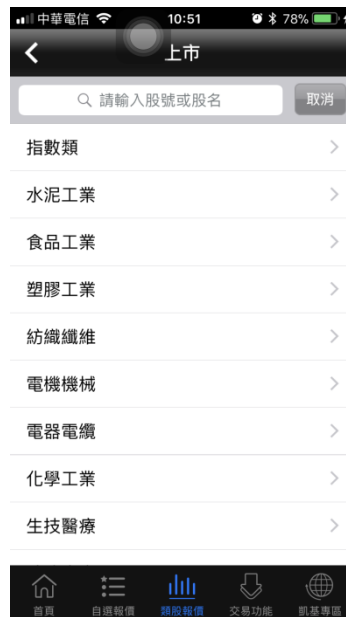 中華電信 10:51 78%
上市
請輸入股號或股名 取消
指數類
水泥工業
食品工業
塑膠工業
紡織纖維
電機機械
電器電纜
化學工業
生技醫療
首頁 自選報價 類股報價 交易功能 凱基專區